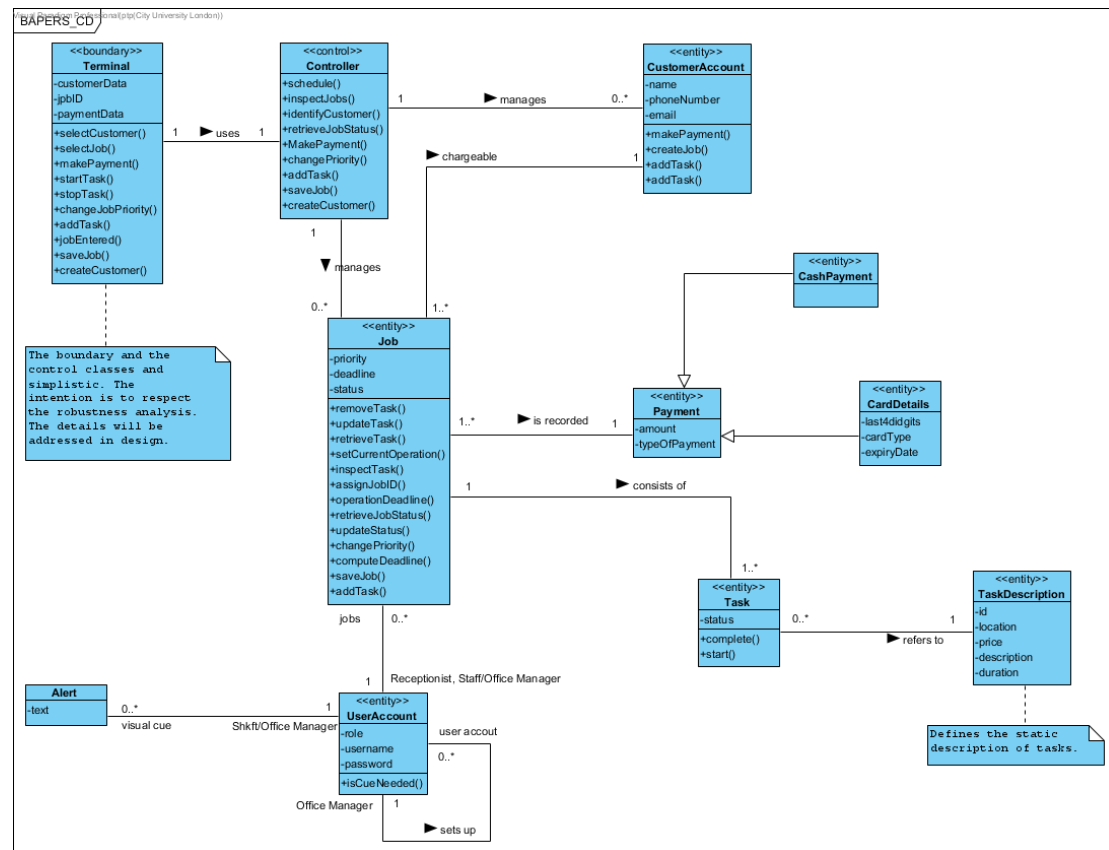 Visual Paradigm Professional(ptp(City University London))
BAPERS_CD
<<boundary>>
Terminal
-customerData
-jpbID
-paymentData
+selectCustomer()
+selectJob()
+makePayment()
+startTask()
+stopTask()
+changeJobPriority()
+addTask()
+jobEntered()
+saveJob()
+createCustomer()
1
uses
1
<<control>>
Controller
+schedule()
+inspectJobs()
+identifyCustomer()
+retrieveJobStatus()
+MakePayment()
+changePriority()
+addTask()
+saveJob()
+createCustomer()
1
manages
0..*
<<entity>>
CustomerAccount
-name
-phoneNumber
-email
+makePayment()
+createJob()
+addTask()
+addTask()
chargeable
1
1..*
1
manages
0..*
The boundary and the
control classes and
simplistic. The
intention is to respect
the robustness analysis.
The details will be
addressed in design.
<<entity>>
Job
-priority
-deadline
-status
+removeTask()
+updateTask()
+retrieveTask()
+setCurrentOperation()
+inspectTask()
+assignJobID()
+operationDeadline()
+retrieveJobStatus()
+updateStatus()
+changePriority()
+computeDeadline()
+saveJob()
+addTask()
<<entity>>
CashPayment
1..*
is recorded
1
<<entity>>
Payment
-amount
-typeOfPayment
<<entity>>
CardDetails
-last4didgits
-cardType
-expiryDate
1
consists of
1..*
<<entity>>
Task
-status
+complete()
+start()
0..*
refers to
1
<<entity>>
TaskDescription
-id
-location
-price
-description
-duration
Defines the static
description of tasks.
jobs
0..*
1
Receptionist, Staff/Office Manager
Alert
-text
0..*
visual cue
1
Shkft/Office Manager
<<entity>>
UserAccount
-role
-username
-password
+isCueNeeded()
user accout
0..*
Office Manager
1
sets up